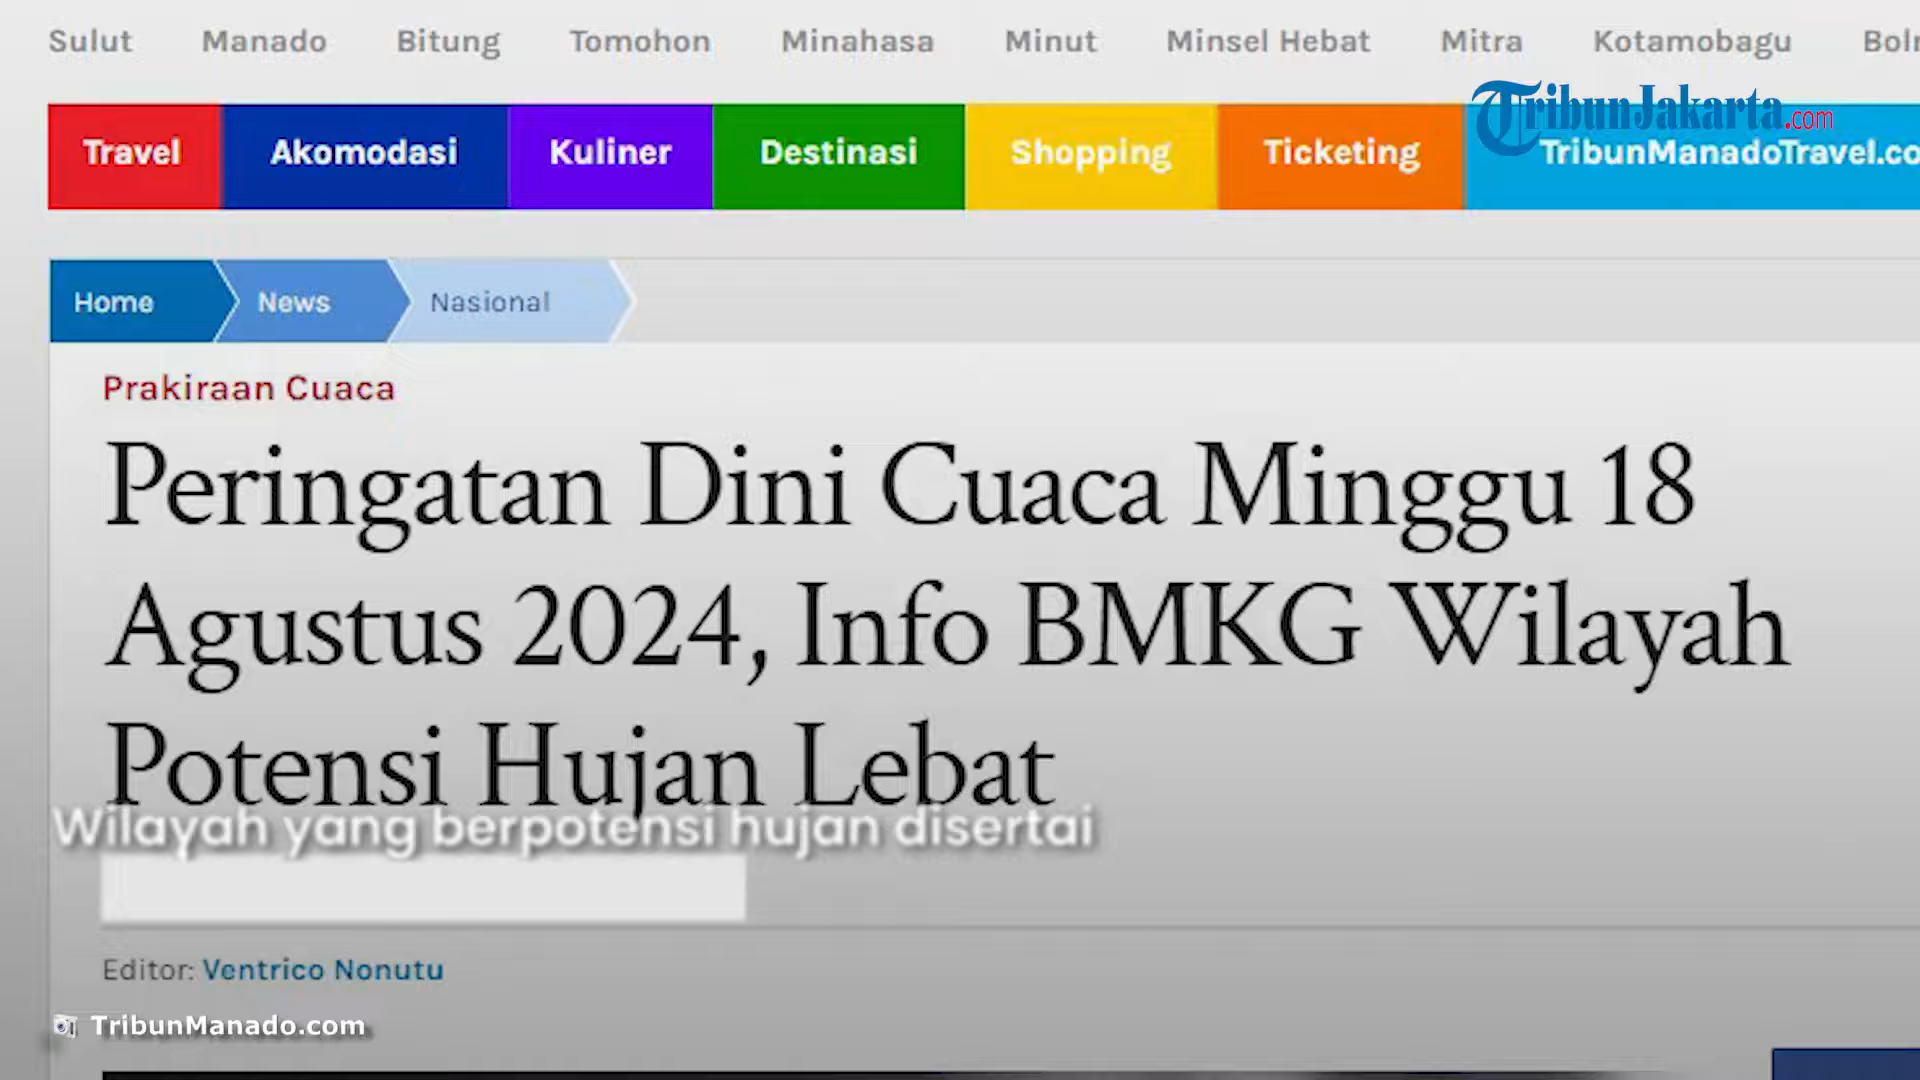 Sulut Manado Bitung Tomohon Minahasa Minut Minsel Hebat Mitra Kotamobagu
TribunJakarta.com
Travel Akomodasi Kuliner Destinasi Shopping Ticketing TribunManadoTravel.co
Home News Nasional
Prakiraan Cuaca
Peringatan Dini Cuaca Minggu 18
Agustus 2024, Info BMKG Wilayah
Potensi Hujan Lebat
Wilayah yang berpotensi hujan disertai
Editor: Ventrico Nonutu
TribunManado.com